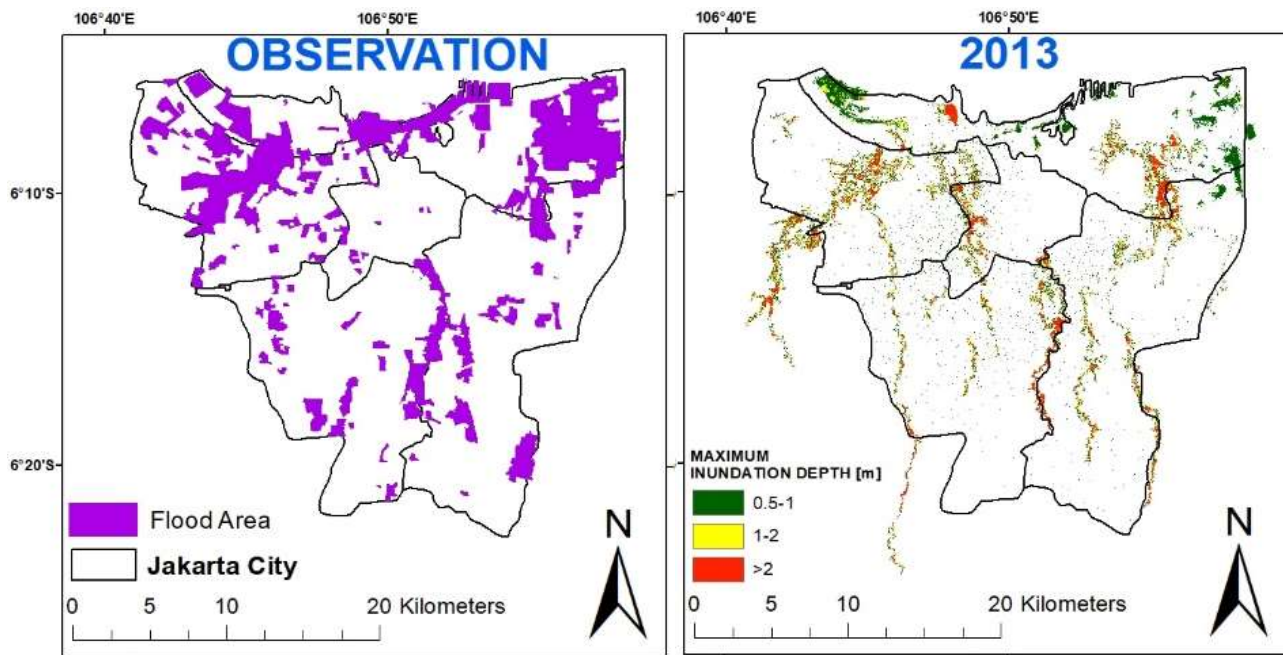 106°40'E
106°50'E
106°40'E
106°50'E
OBSERVATION
2013
6°10'S
6°20'S
Flood Area
Jakarta City
N
0 5 10 20 Kilometers
MAXIMUM
INUNDATION DEPTH [m]
0.5-1
1-2
>2
N
0 5 10 20 Kilometers